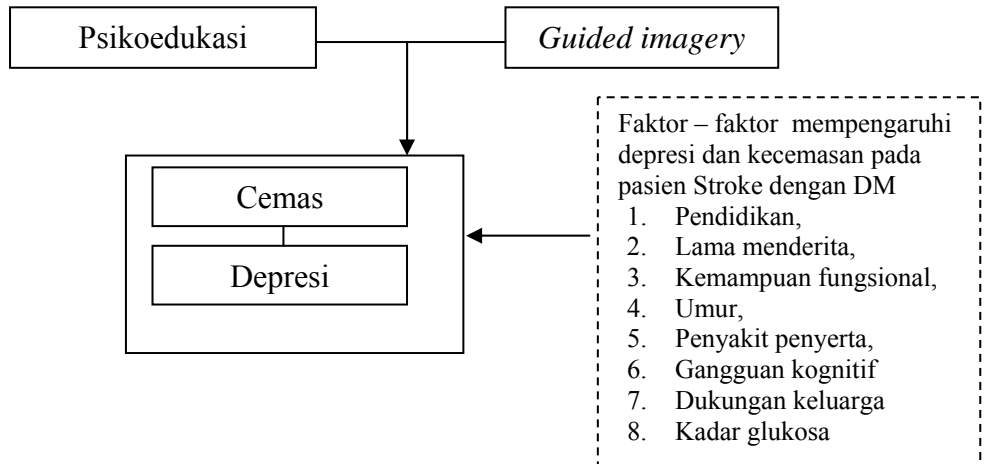 Psikoedukasi
Guided imagery
Cemas
Depresi
Faktor – faktor mempengaruhi
depresi dan kecemasan pada
pasien Stroke dengan DM
1. Pendidikan,
2. Lama menderita,
3. Kemampuan fungsional,
4. Umur,
5. Penyakit penyerta,
6. Gangguan kognitif
7. Dukungan keluarga
8. Kadar glukosa